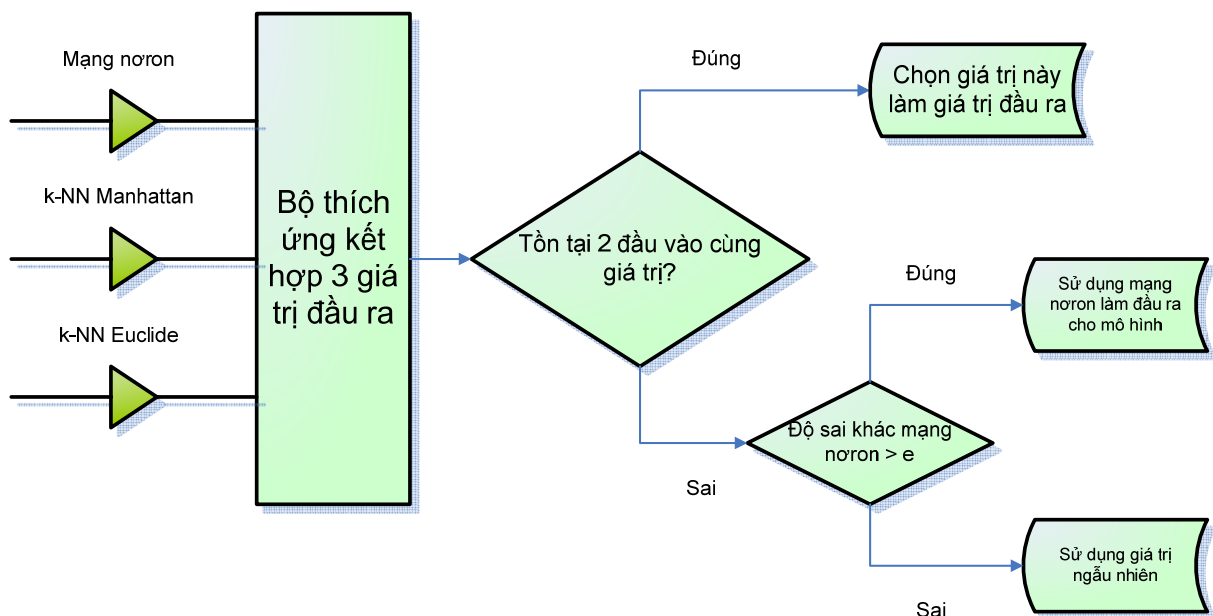 Mạng nơron
k-NN Manhattan
k-NN Euclide
Bộ thích
ứng kết
hợp 3 giá
trị đầu ra
Tồn tại 2 đầu vào cùng
giá trị?
Đúng
Chọn giá trị này
làm giá trị đầu ra
Sai
Độ sai khác mạng
nơron > e
Đúng
Sử dụng mạng
nơron làm đầu ra
cho mô hình
Sai
Sử dụng giá trị
ngẫu nhiên